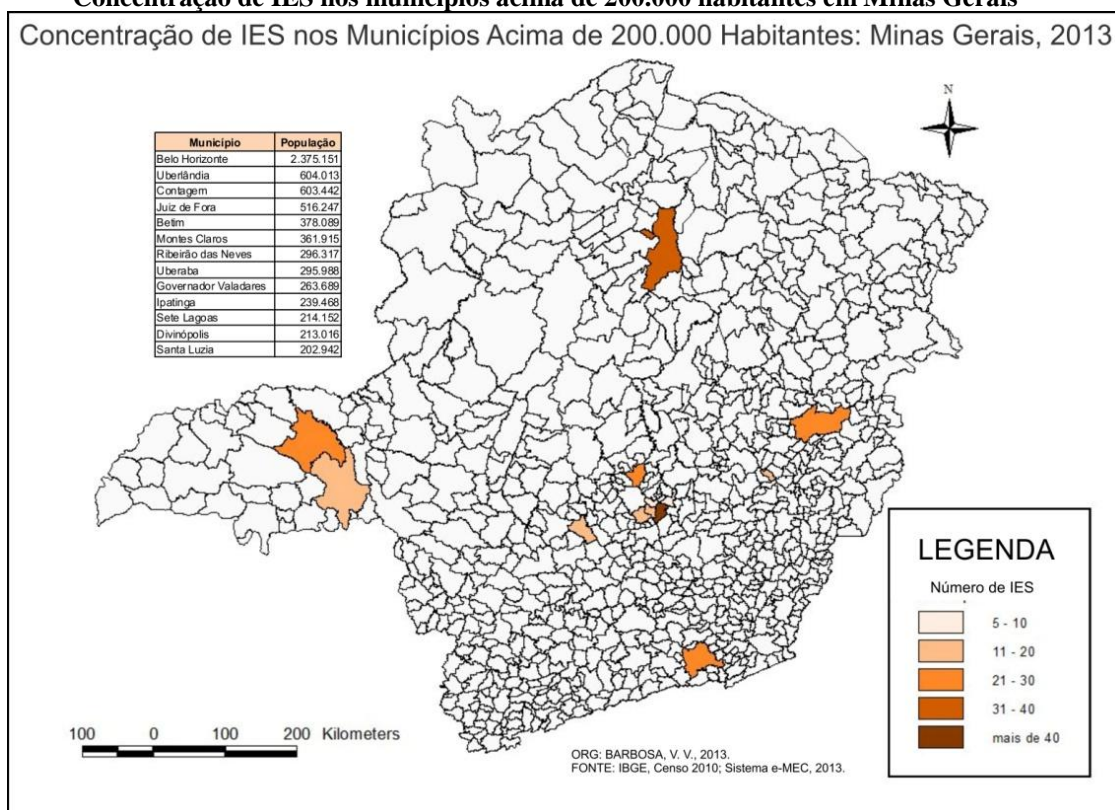 Concentração de IES nos municípios acima de 200.000 habitantes em Minas Gerais
Concentração de IES nos Municípios Acima de 200.000 Habitantes: Minas Gerais, 2013
N
Município População
Belo Horizonte 2.375.151
Uberlândia 604.013
Contagem 603.442
Juiz de Fora 516.247
Betim 378.089
Montes Claros 361.915
Ribeirão das Neves 296.317
Uberaba 295.988
Governador Valadares 263.689
Ipatinga 239.468
Sete Lagoas 214.152
Divinópolis 213.016
Santa Luzia 202.942
LEGENDA
Número de IES
5 - 10
11 - 20
21 - 30
31 - 40
mais de 40
100 0 100 200 Kilometers
ORG: BARBOSA, V. V., 2013.
FONTE: IBGE, Censo 2010; Sistema e-MEC, 2013.